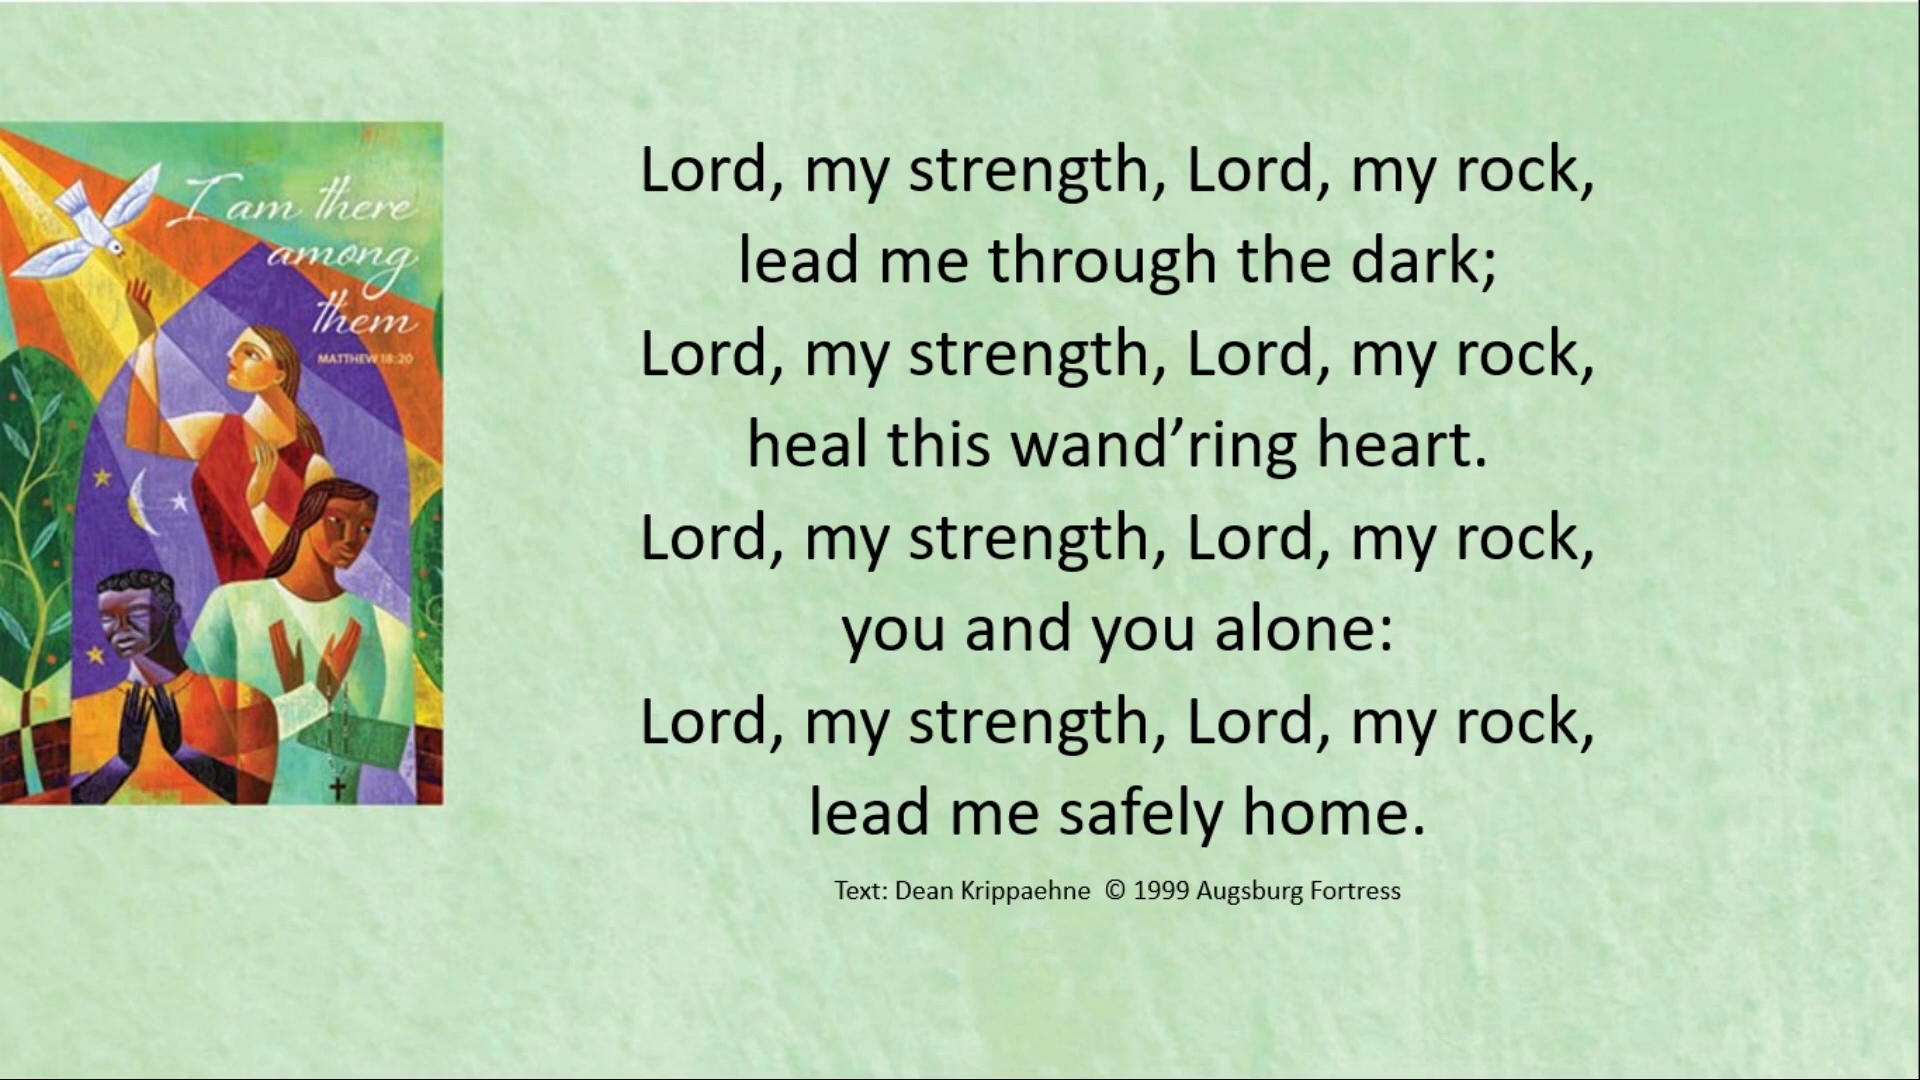 I am there
among
them
MATTHEW 18:20
Lord, my strength, Lord, my rock,
lead me through the dark;
Lord, my strength, Lord, my rock,
heal this wand’ring heart.
Lord, my strength, Lord, my rock,
you and you alone:
Lord, my strength, Lord, my rock,
lead me safely home.
Text: Dean Krippaehne © 1999 Augsburg Fortress